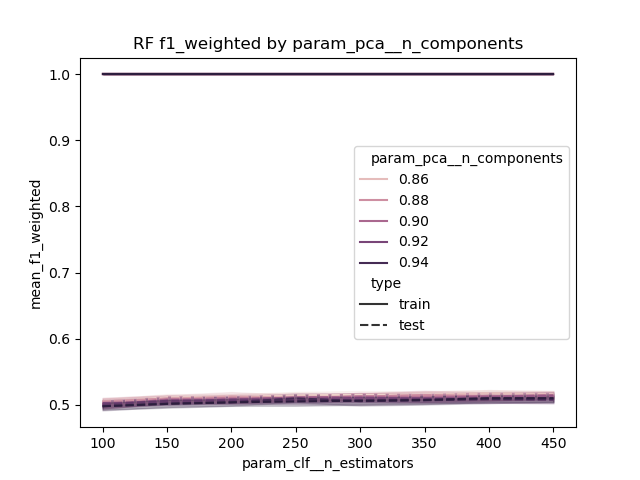 RF f1_weighted by param_pca__n_components
mean_f1_weighted
1.0
0.9
0.8
0.7
0.6
0.5
param_pca__n_components
0.86
0.88
0.90
0.92
0.94
type
train
test
100 150 200 250 300 350 400 450
param_clf__n_estimators